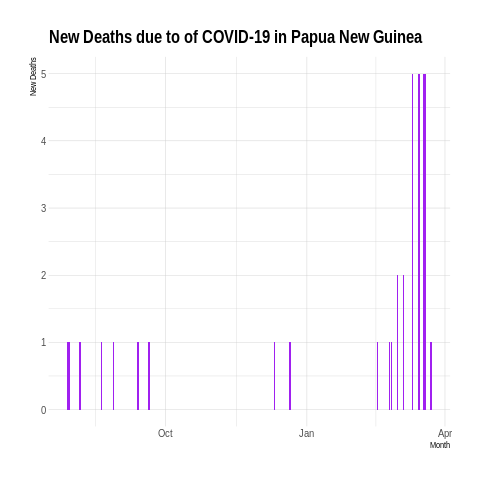 New Deaths due to of COVID-19 in Papua New Guinea
New Deaths
5
4
3
2
1
0
Oct
Jan
Apr
Month